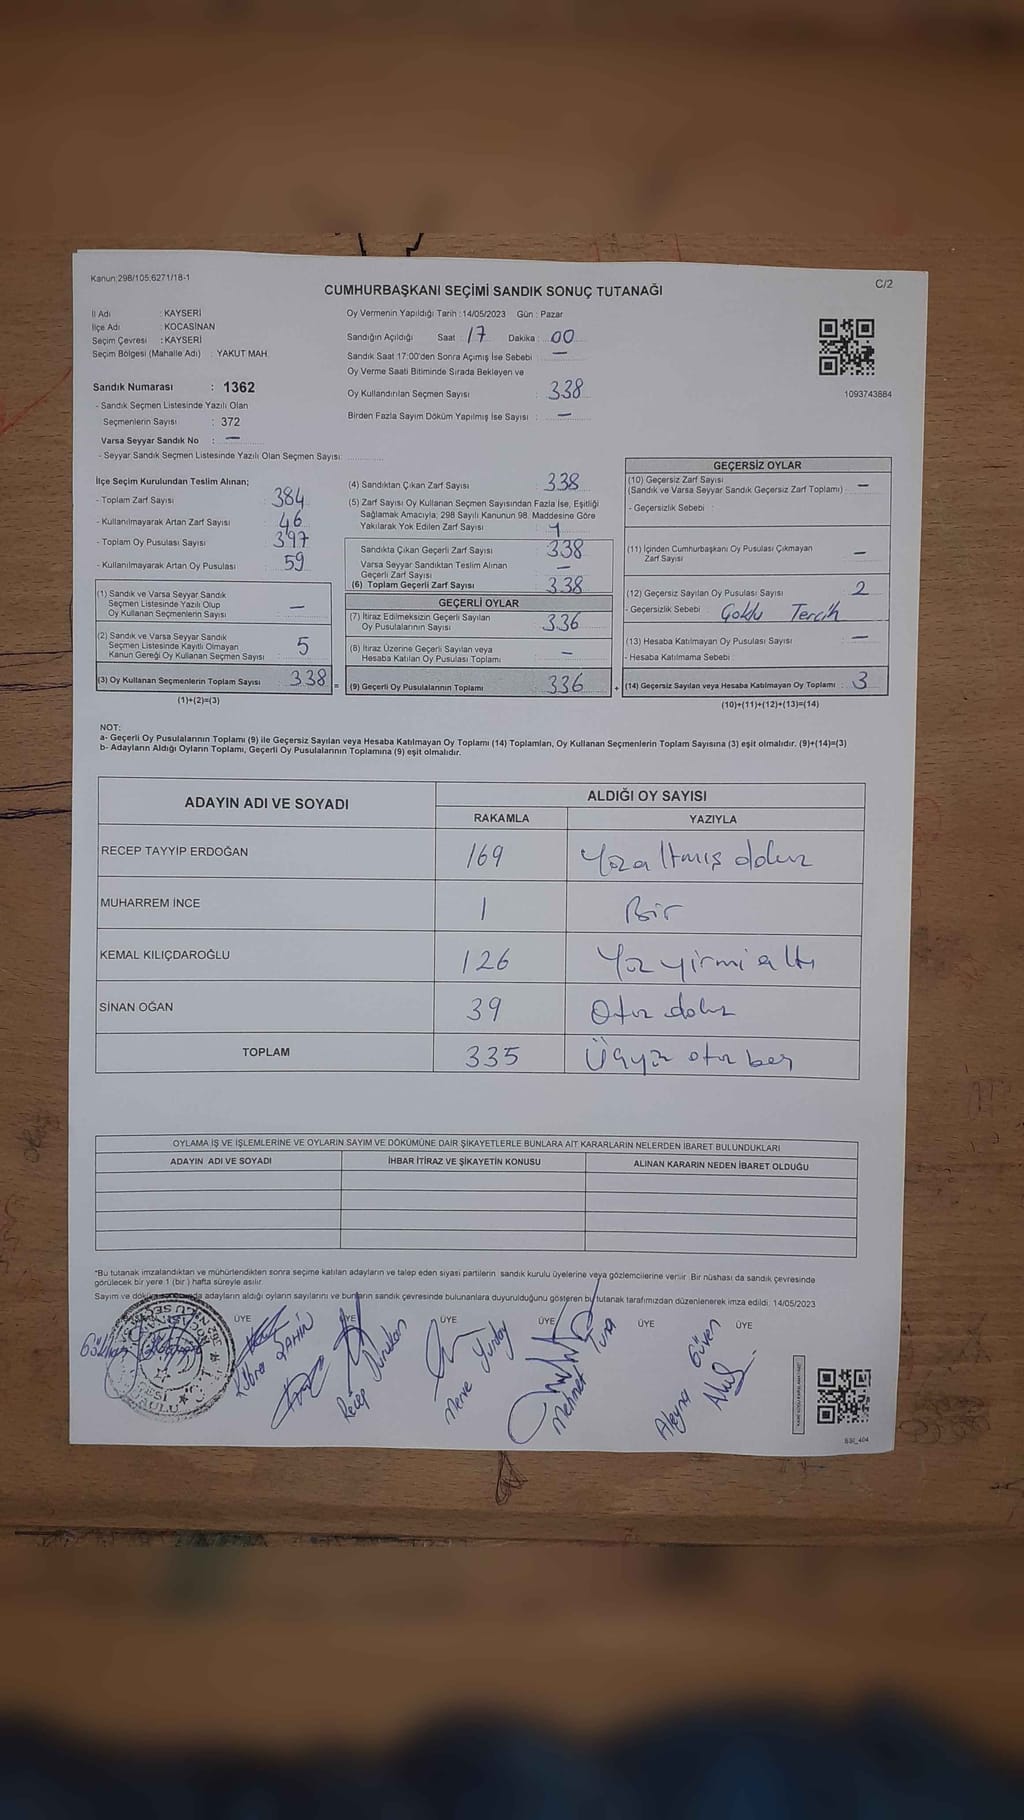 Kanun:298/105,6271/18-1
C/2
CUMHURBAŞKANI SEÇİMİ SANDIK SONUÇ TUTANAĞI
İl Adı : KAYSERİ
İlçe Adı : KOCASİNAN
Seçim Çevresi : KAYSERİ
Seçim Bölgesi (Mahalle Adı) : YAKUT MAH.
Sandık Numarası : 1362
- Sandık Seçmen Listesinde Yazılı Olan
Seçmenlerin Sayısı : 372
Varsa Seyyar Sandık No : —
- Seyyar Sandık Seçmen Listesinde Yazılı Olan Seçmen Sayısı:
Oy Vermenin Yapıldığı Tarih :14/05/2023 Gün : Pazar
Sandığın Açıldığı Saat : 17 Dakika : 00
Sandık Saat 17:00'den Sonra Açımış İse Sebebi : —
Oy Verme Saati Bitiminde Sırada Bekleyen ve
Oy Kullandırılan Seçmen Sayısı : 338
Birden Fazla Sayım Döküm Yapılmış İse Sayısı : —
1093743884
İlçe Seçim Kurulundan Teslim Alınan;
- Toplam Zarf Sayısı 384
- Kullanılmayarak Artan Zarf Sayısı 46
- Toplam Oy Pusulası Sayısı 397
- Kullanılmayarak Artan Oy Pusulası 59
(1) Sandık ve Varsa Seyyar Sandık
Seçmen Listesinde Yazılı Olup
Oy Kullanan Seçmenlerin Sayısı —
(2) Sandık ve Varsa Seyyar Sandık
Seçmen Listesinde Kayıtlı Olmayan
Kanun Gereği Oy Kullanan Seçmen Sayısı 5
(3) Oy Kullanan Seçmenlerin Toplam Sayısı 338 =
(1)+(2)=(3)
(4) Sandıktan Çıkan Zarf Sayısı 338
(5) Zarf Sayısı Oy Kullanan Seçmen Sayısından Fazla İse, Eşitliği
Sağlamak Amacıyla; 298 Sayılı Kanunun 98. Maddesine Göre
Yakılarak Yok Edilen Zarf Sayısı
Sandıkta Çıkan Geçerli Zarf Sayısı 338
Varsa Seyyar Sandıktan Teslim Alınan
Geçerli Zarf Sayısı —
(6) Toplam Geçerli Zarf Sayısı 338
GEÇERLİ OYLAR
(7) İtiraz Edilmeksizin Geçerli Sayılan
Oy Pusulalarının Sayısı 336
(8) İtiraz Üzerine Geçerli Sayılan veya
Hesaba Katılan Oy Pusulası Toplamı —
(9) Geçerli Oy Pusulalarının Toplamı 336 +
GEÇERSİZ OYLAR
(10) Geçersiz Zarf Sayısı
(Sandık ve Varsa Seyyar Sandık Geçersiz Zarf Toplamı) : —
- Geçersizlik Sebebi :
(11) İçinden Cumhurbaşkanı Oy Pusulası Çıkmayan
Zarf Sayısı —
(12) Geçersiz Sayılan Oy Pusulası Sayısı 2
- Geçersizlik Sebebi : Çoklu Tercih
(13) Hesaba Katılmayan Oy Pusulası Sayısı —
- Hesaba Katılmama Sebebi :
(14) Geçersiz Sayılan veya Hesaba Katılmayan Oy Toplamı 3
(10)+(11)+(12)+(13)=(14)
NOT:
a- Geçerli Oy Pusulalarının Toplamı (9) ile Geçersiz Sayılan veya Hesaba Katılmayan Oy Toplamı (14) Toplamları, Oy Kullanan Seçmenlerin Toplam Sayısına (3) eşit olmalıdır. (9)+(14)=(3)
b- Adayların Aldığı Oyların Toplamı, Geçerli Oy Pusulalarının Toplamına (9) eşit olmalıdır.
ADAYIN ADI VE SOYADI
ALDIĞI OY SAYISI
RAKAMLA YAZIYLA
RECEP TAYYİP ERDOĞAN 169 Yüzaltmış dokuz
MUHARREM İNCE 1 Bir
KEMAL KILIÇDAROĞLU 126 Yüzyirmialtı
SİNAN OĞAN 39 Otuz dokuz
TOPLAM 335 Üçyüz otuz beş
OYLAMA İŞ VE İŞLEMLERİNE VE OYLARIN SAYIM VE DÖKÜMÜNE DAİR ŞİKAYETLERLE BUNLARA AİT KARARLARIN NELERDEN İBARET BULUNDUKLARI
ADAYIN ADI VE SOYADI İHBAR İTİRAZ VE ŞİKAYETİN KONUSU ALINAN KARARIN NEDEN İBARET OLDUĞU
*Bu tutanak imzalandıktan ve mühürlendikten sonra seçime katılan adayların ve talep eden siyasi partilerin sandık kurulu üyelerine veya gözlemcilerine verilir. Bir nüshası da sandık çevresinde
görülecek bir yere 1 (bir ) hafta süreyle asılır.
Sayım ve döküm sonunda adayların aldığı oyların sayılarını ve bunların sandık çevresinde bulunanlara duyurulduğunu gösteren bu tutanak tarafımızdan düzenlenerek imza edildi. 14/05/2023
ÜYE ÜYE ÜYE ÜYE ÜYE ÜYE
Gökhan
Kübra ŞAHİN
Recep
Merve
Mehmet Tuna
Aleyna Güven
SSI_404